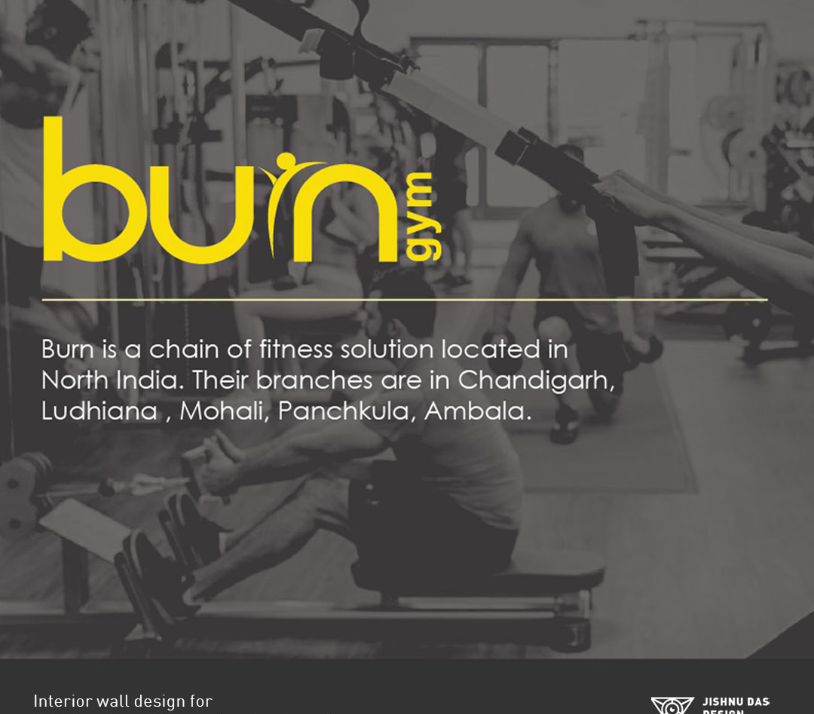 burn gym
Burn is a chain of fitness solution located in
North India. Their branches are in Chandigarh,
Ludhiana , Mohali, Panchkula, Ambala.
Interior wall design for
JISHNU DAS
DESIGN